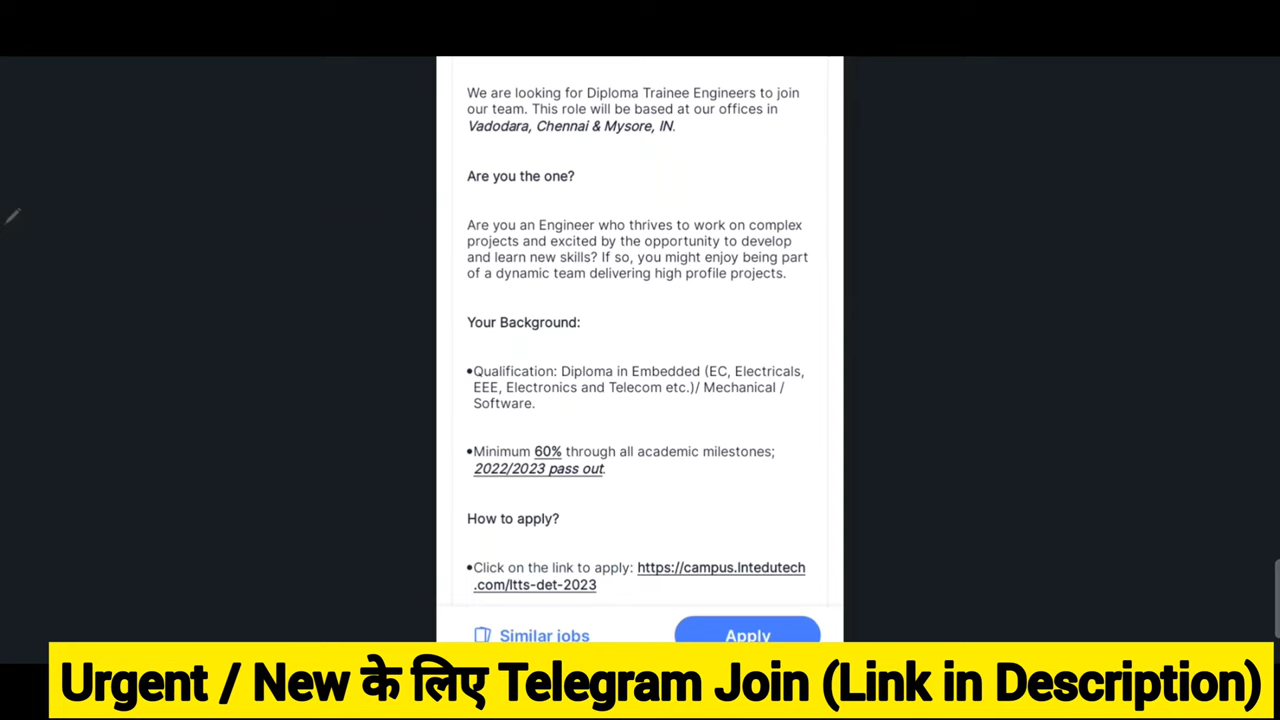 We are looking for Diploma Trainee Engineers to join
our team. This role will be based at our offices in
Vadodara, Chennai & Mysore, IN.
Are you the one?
Are you an Engineer who thrives to work on complex
projects and excited by the opportunity to develop
and learn new skills? If so, you might enjoy being part
of a dynamic team delivering high profile projects.
Your Background:
•Qualification: Diploma in Embedded (EC, Electricals,
EEE, Electronics and Telecom etc.)/ Mechanical /
Software.
•Minimum 60% through all academic milestones;
2022/2023 pass out.
How to apply?
•Click on the link to apply: https://campus.lntedutech
.com/ltts-det-2023
Similar jobs
Apply
Urgent / New के लिए Telegram Join (Link in Description)